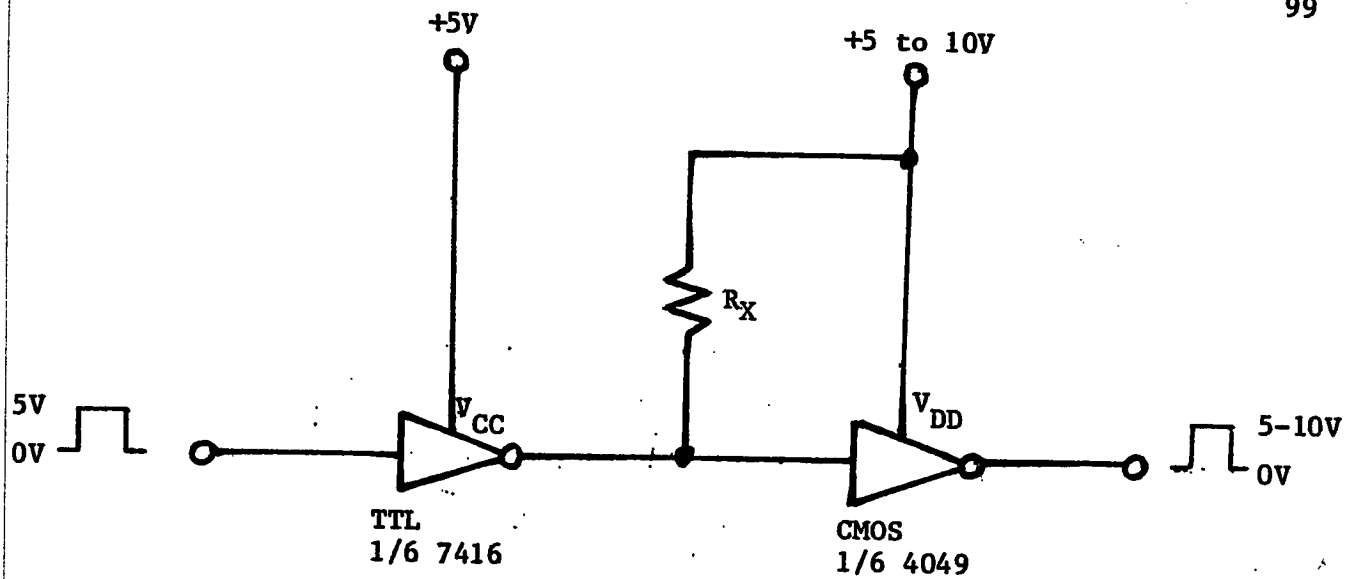 99
+5V
+5 to 10V
RX
5V
0V
VCC
VDD
5-10V
0V
TTL
1/6 7416
CMOS
1/6 4049